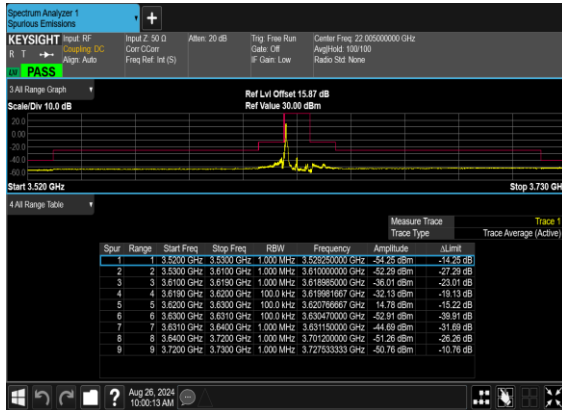 Spectrum Analyzer 1
Spurious Emissions
KEYSIGHT Input: RF Input Z: 50 Ω Atten: 20 dB Trig: Free Run Center Freq: 22.005000000 GHz
R T Coupling: DC Corr CCorr Gate: Off Avg|Hold: 100/100
Align: Auto Freq Ref: Int (S) IF Gain: Low Radio Std: None
LXI PASS
3 All Range Graph
Ref Lvl Offset 15.87 dB
Scale/Div 10.0 dB Ref Value 30.00 dBm
20.0
0.00
-20.0
-40.0
-60.0
Start 3.520 GHz Stop 3.730 GH
4 All Range Table
Measure Trace Trace 1
Trace Type Trace Average (Active)
Spur Range Start Freq Stop Freq RBW Frequency Amplitude ΔLimit
1 1 3.5200 GHz 3.5300 GHz 1.000 MHz 3.529250000 GHz -54.25 dBm -14.25 dB
2 2 3.5300 GHz 3.6100 GHz 1.000 MHz 3.610000000 GHz -52.29 dBm -27.29 dB
3 3 3.6100 GHz 3.6190 GHz 1.000 MHz 3.618985000 GHz -36.01 dBm -23.01 dB
4 4 3.6190 GHz 3.6200 GHz 100.0 kHz 3.619981667 GHz -32.13 dBm -19.13 dB
5 5 3.6200 GHz 3.6300 GHz 100.0 kHz 3.620766667 GHz 14.78 dBm -15.22 dB
6 6 3.6300 GHz 3.6310 GHz 100.0 kHz 3.630470000 GHz -52.91 dBm -39.91 dB
7 7 3.6310 GHz 3.6400 GHz 1.000 MHz 3.631150000 GHz -44.69 dBm -31.69 dB
8 8 3.6400 GHz 3.7200 GHz 1.000 MHz 3.701200000 GHz -51.26 dBm -26.26 dB
9 9 3.7200 GHz 3.7300 GHz 1.000 MHz 3.727533333 GHz -50.76 dBm -10.76 dB
? Aug 26, 2024
10:00:13 AM